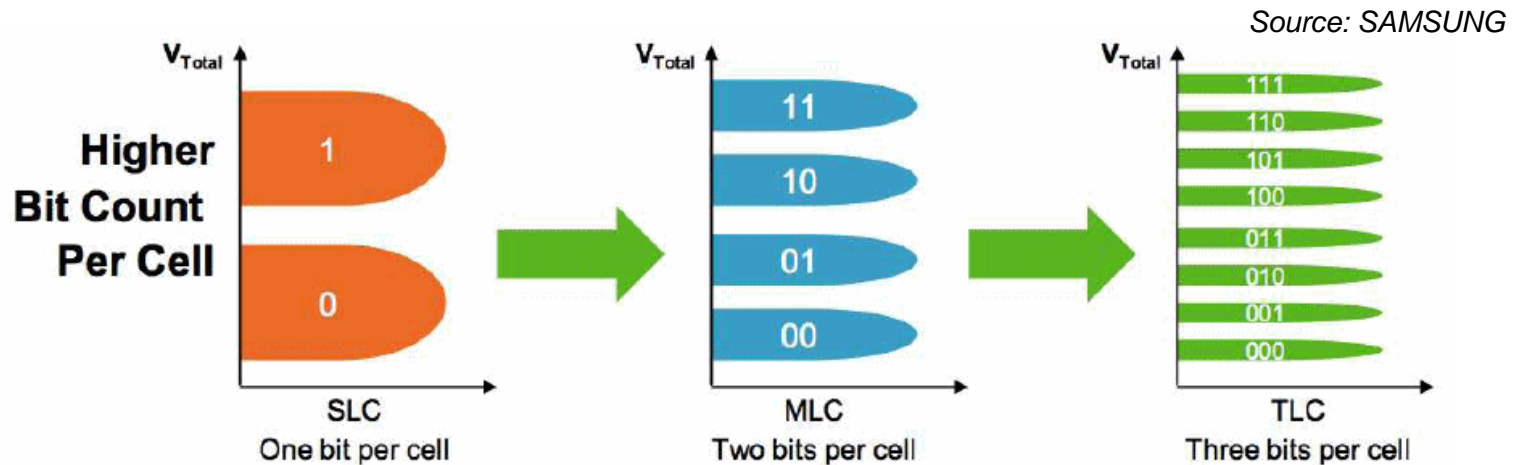 Source: SAMSUNG
Higher
Bit Count
Per Cell
VTotal
1
0
SLC
One bit per cell
VTotal
11
10
01
00
MLC
Two bits per cell
VTotal
111
110
101
100
011
010
001
000
TLC
Three bits per cell